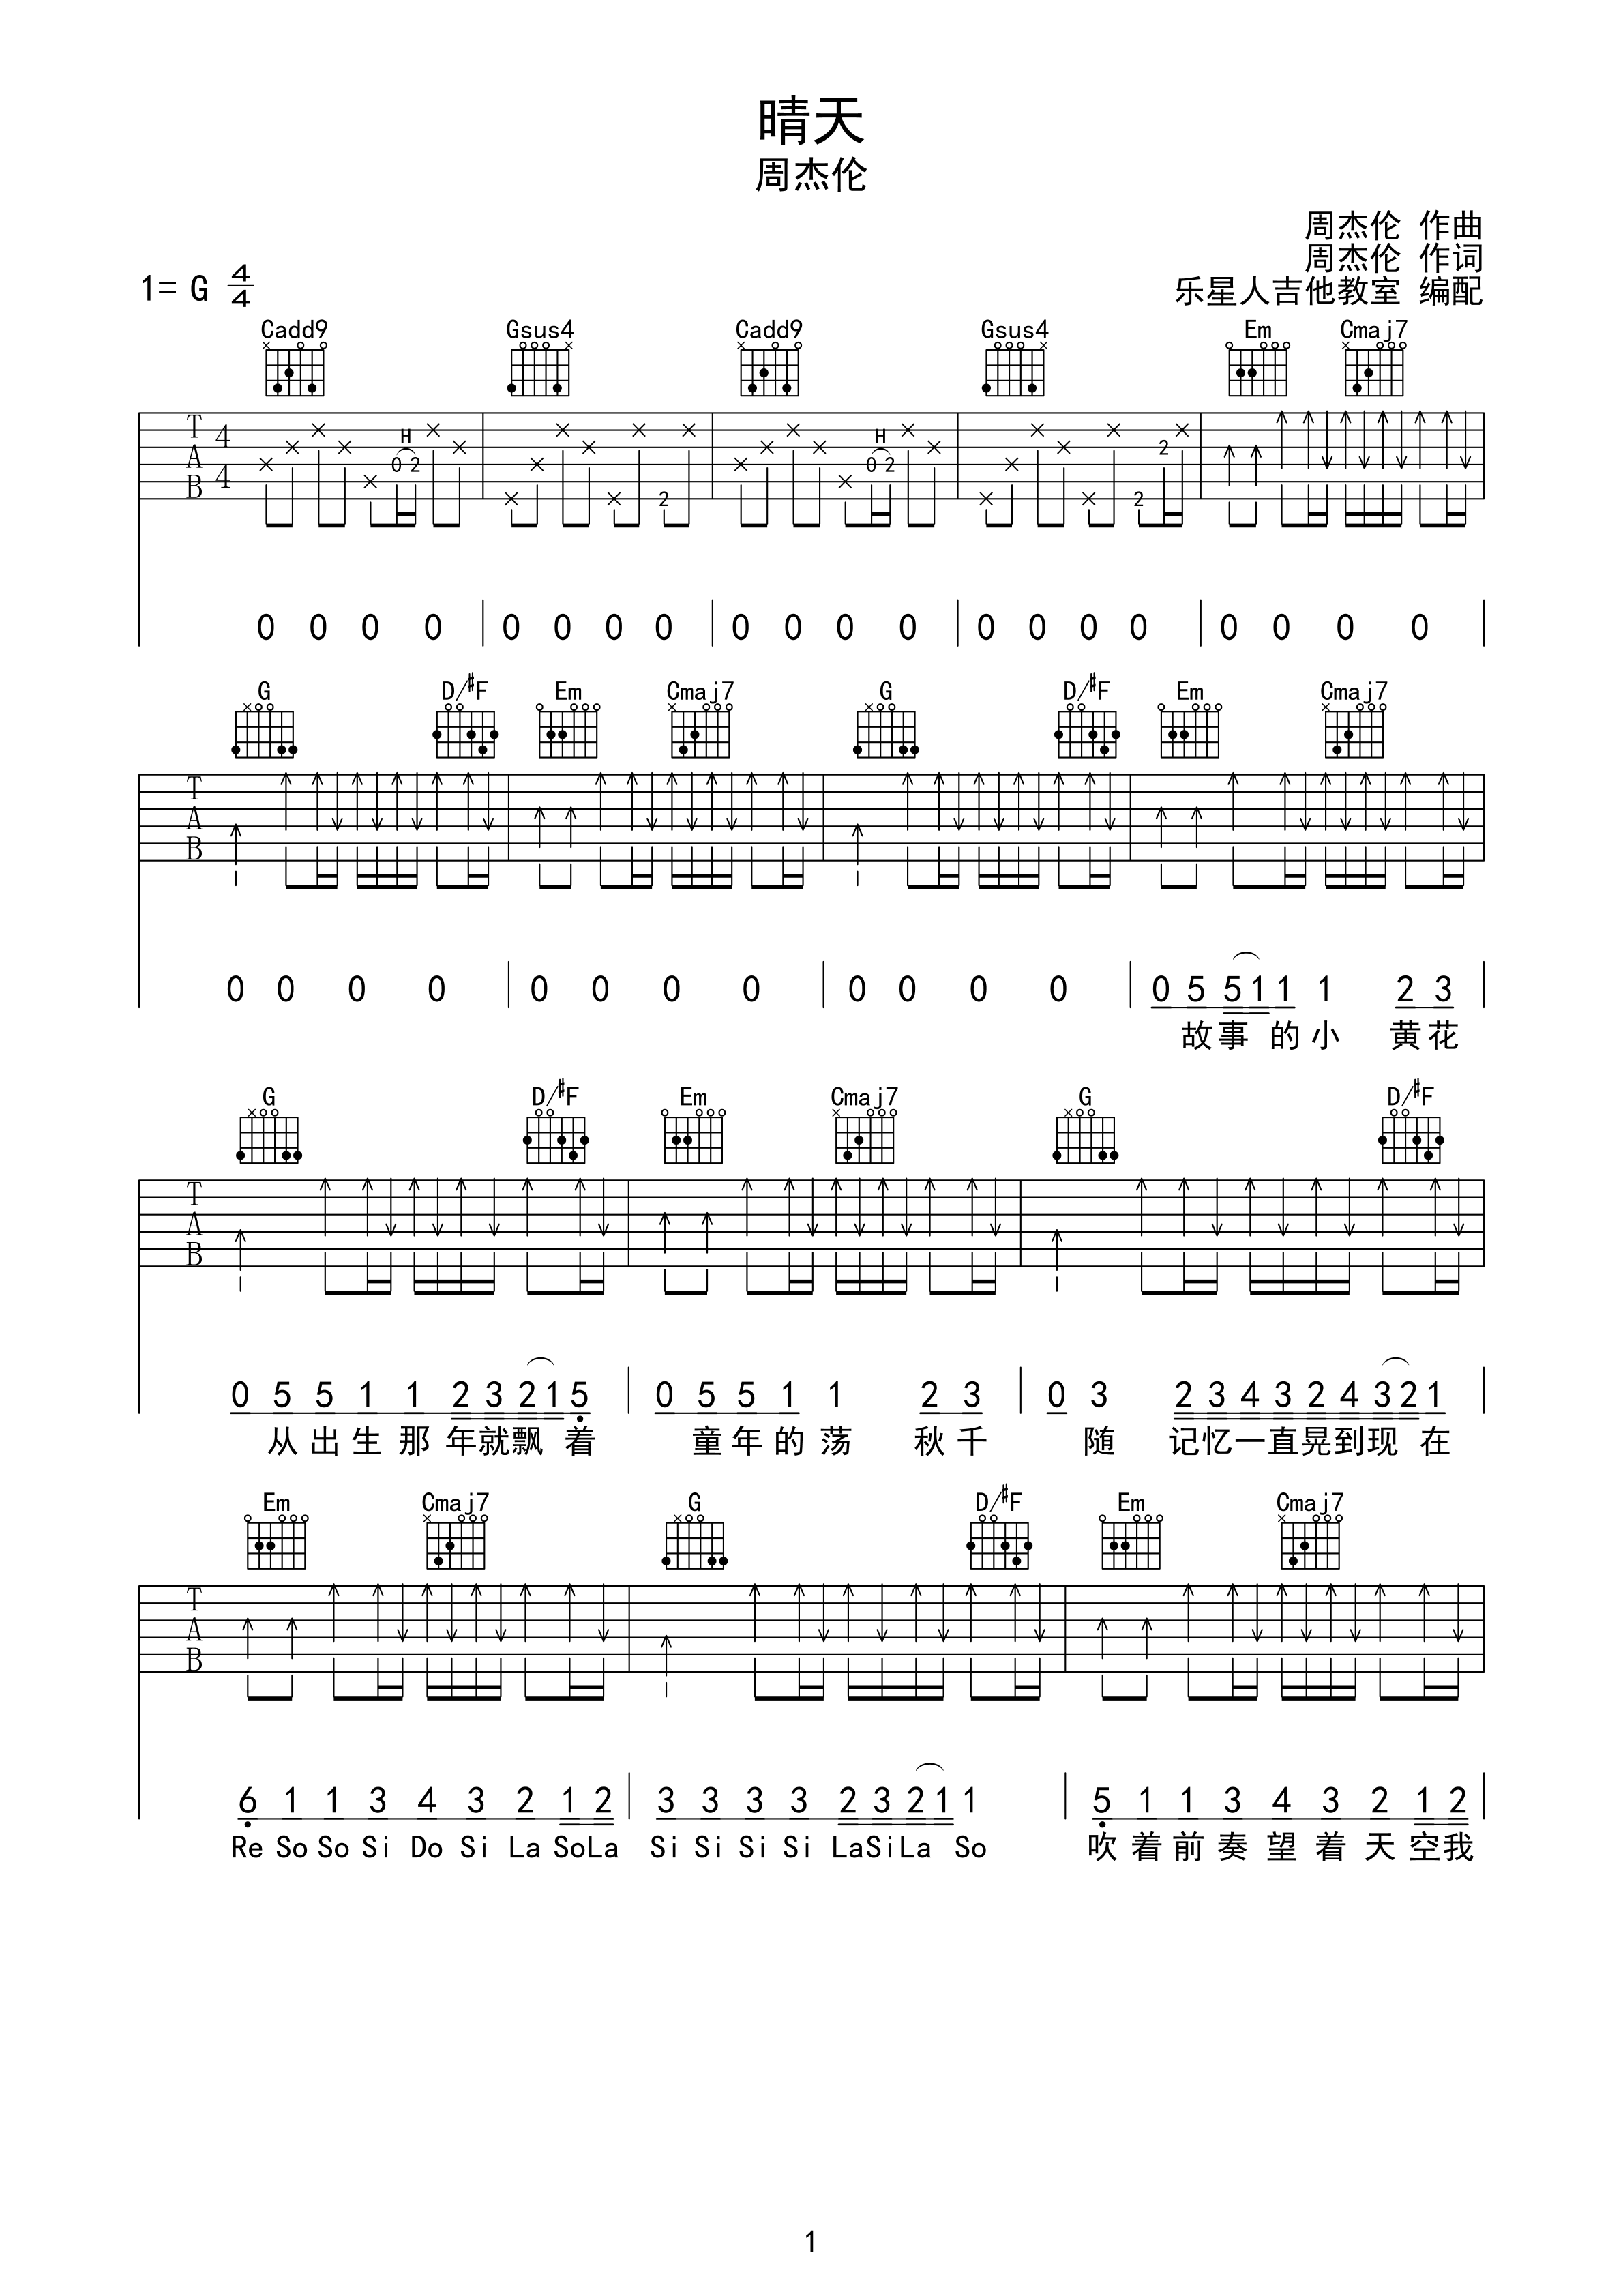 晴天
周杰伦
周杰伦 作曲
周杰伦 作词
1= G 4/4 乐星人吉他教室 编配
Cadd9 Gsus4 Cadd9 Gsus4 Em Cmaj7
T A B 4 4 H 0 2 2 H 0 2 2 2
0 0 0 0 0 0 0 0 0 0 0 0 0 0 0 0 0 0 0 0
G D/#F Em Cmaj7 G D/#F Em Cmaj7
T A B
0 0 0 0 0 0 0 0 0 0 0 0 0 5 5 1 1 1 2 3
故事 的小 黄花
G D/#F Em Cmaj7 G D/#F
T A B
0 5 5 1 1 2 3 2 1 5 0 5 5 1 1 2 3 0 3 2 3 4 3 2 4 3 2 1
从出生那年就飘着 童年的荡 秋千 随 记忆一直晃到现在
Em Cmaj7 G D/#F Em Cmaj7
T A B
6 1 1 3 4 3 2 1 2 3 3 3 3 2 3 2 1 1 5 1 1 3 4 3 2 1 2
Re So So Si Do Si La SoLa Si Si Si Si LaSiLa So 吹着前奏望着天空我
1